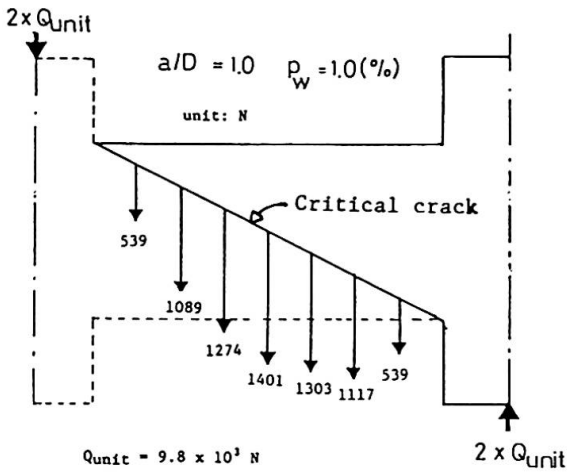 2 x Qunit
a/D = 1.0 Pw = 1.0 (%)
unit: N
Critical crack
539
1089
1274
1401
1303
1117
539
Qunit = 9.8 x 10³ N
2 x Qunit